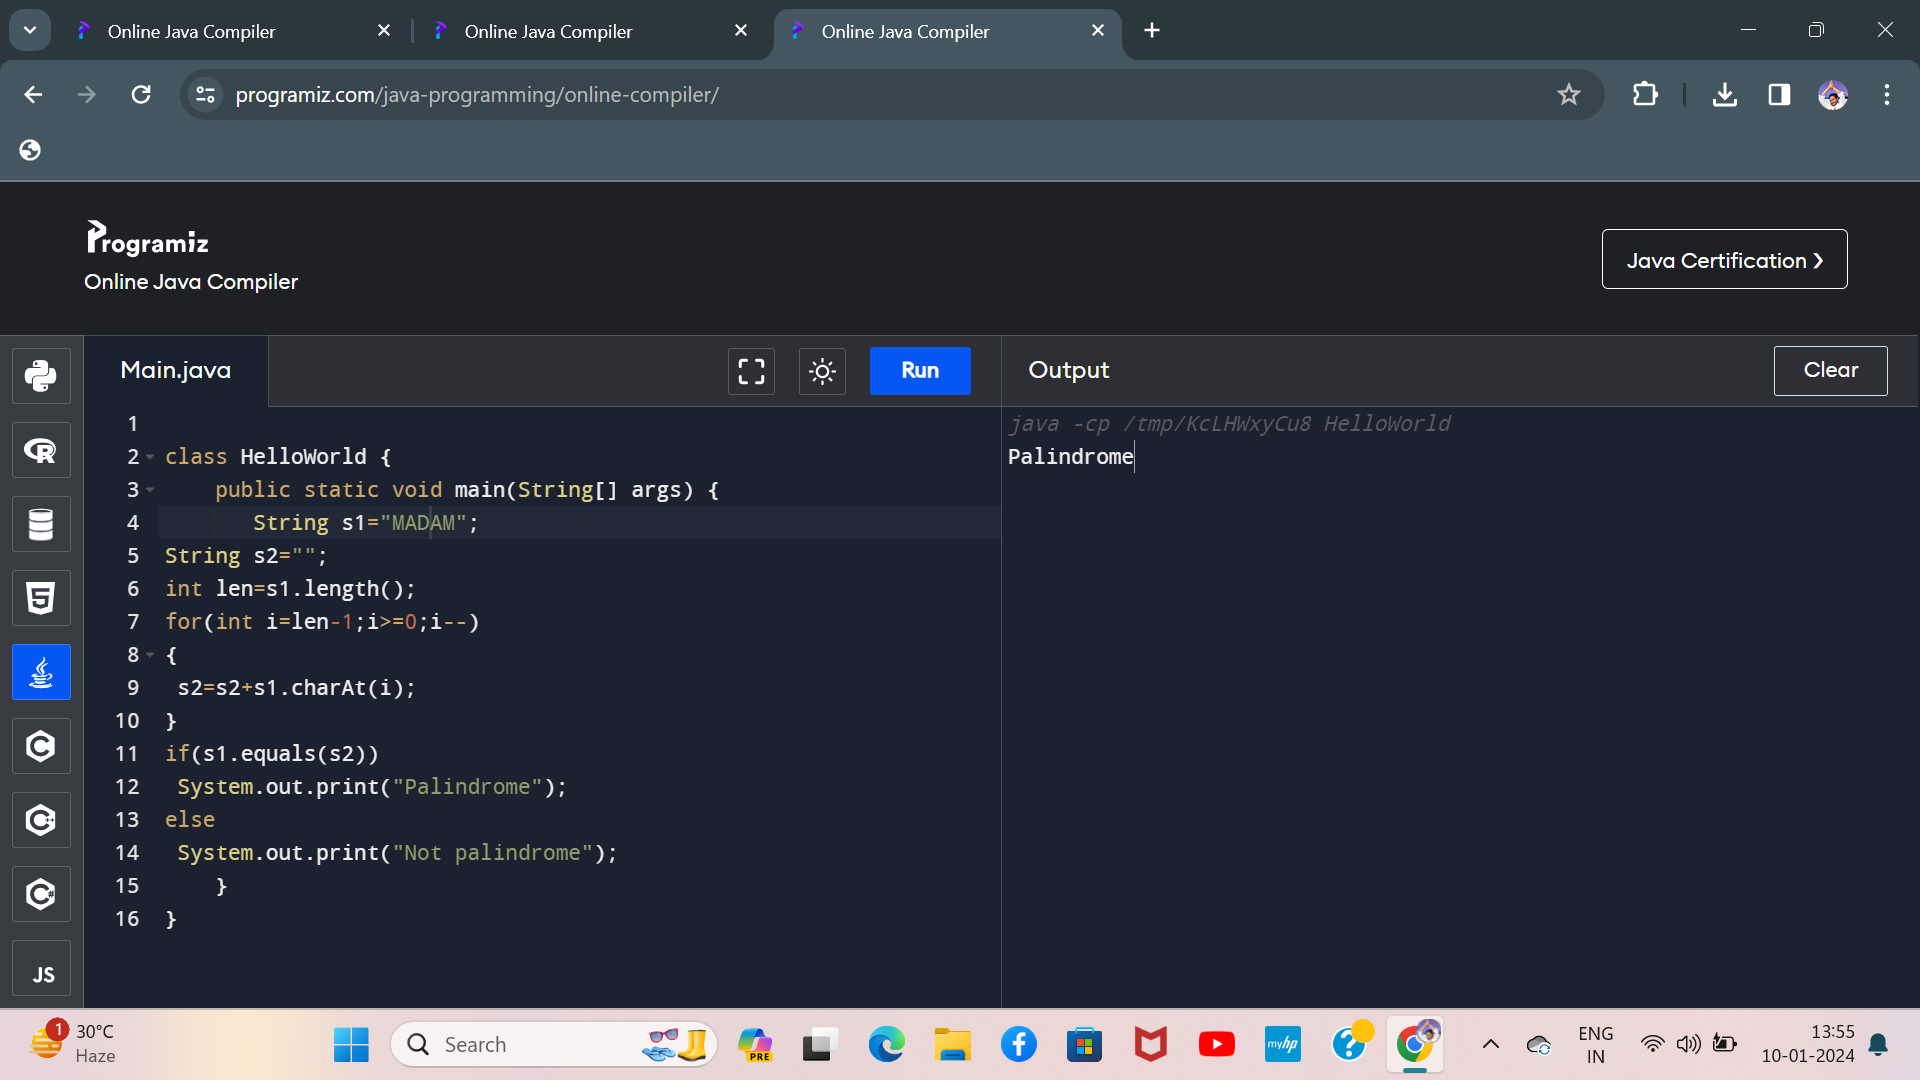 Online Java Compiler
Online Java Compiler
Online Java Compiler
programiz.com/java-programming/online-compiler/
Programiz
Online Java Compiler
Java Certification ❯
Main.java
Run
Output
Clear
1
2 class HelloWorld {
3     public static void main(String[] args) {
4        String s1="MADAM";
5 String s2="";
6 int len=s1.length();
7 for(int i=len-1;i>=0;i--)
8 {
9  s2=s2+s1.charAt(i);
10 }
11 if(s1.equals(s2))
12  System.out.print("Palindrome");
13 else
14  System.out.print("Not palindrome");
15     }
16 }
java -cp /tmp/KcLHWxyCu8 HelloWorld
Palindrome
R
5
C
C++
C#
JS
1
30°C
Haze
Search
PRE
myhp
ENG
IN
13:55
10-01-2024